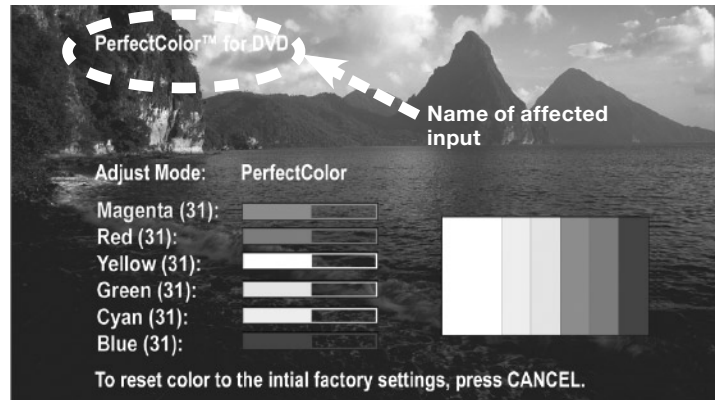 PerfectColor™ for DVD
Name of affected
input
Adjust Mode: PerfectColor
Magenta (31):
Red (31):
Yellow (31):
Green (31):
Cyan (31):
Blue (31):
To reset color to the intial factory settings, press CANCEL.